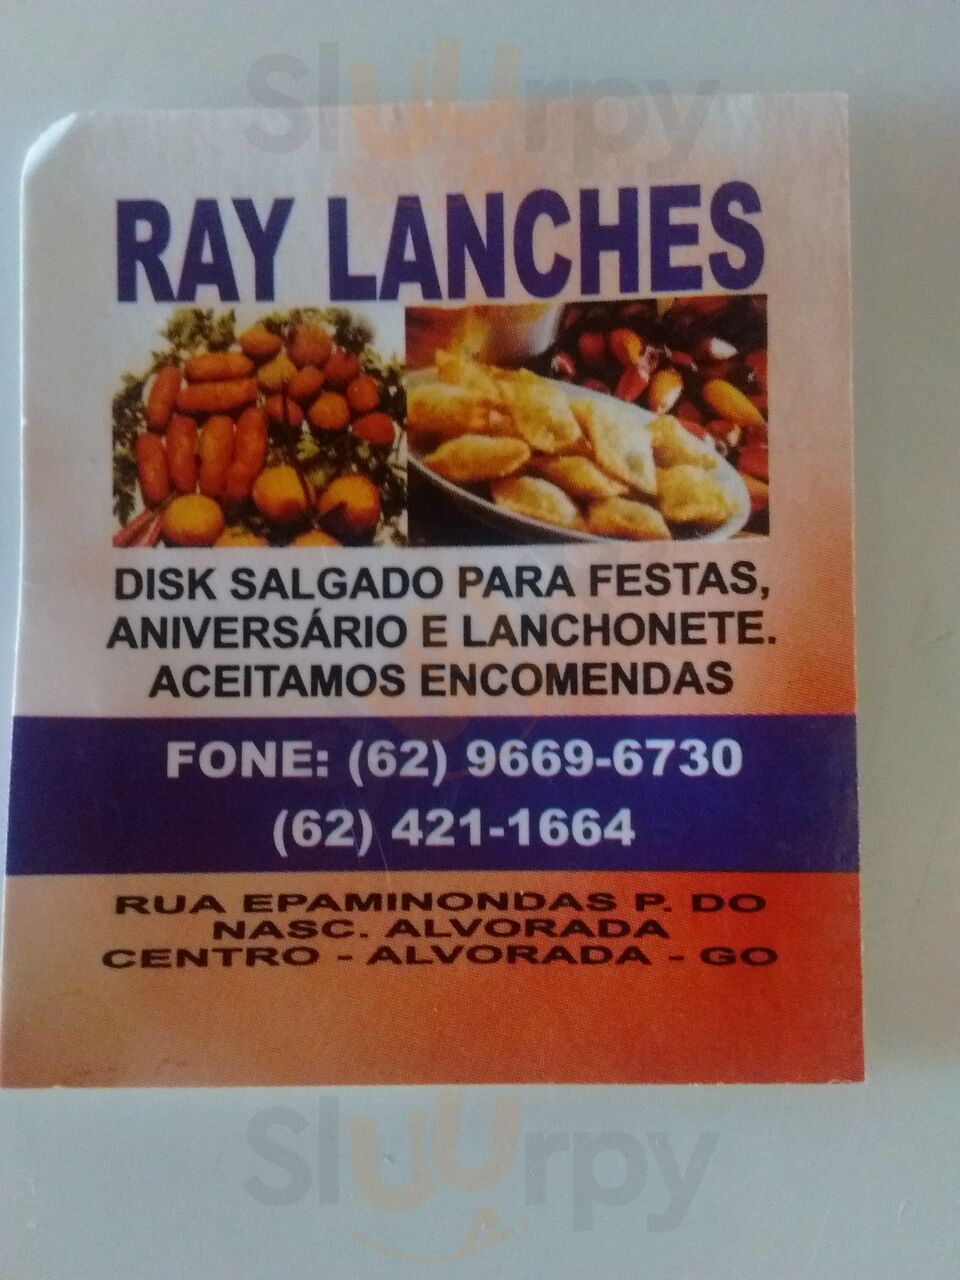 Sluurpy
RAY LANCHES
DISK SALGADO PARA FESTAS,
ANIVERSÁRIO E LANCHONETE.
ACEITAMOS ENCOMENDAS
FONE: (62) 9669-6730
(62) 421-1664
RUA EPAMINONDAS P. DO
NASC. ALVORADA
CENTRO - ALVORADA - GO
Sluurpy